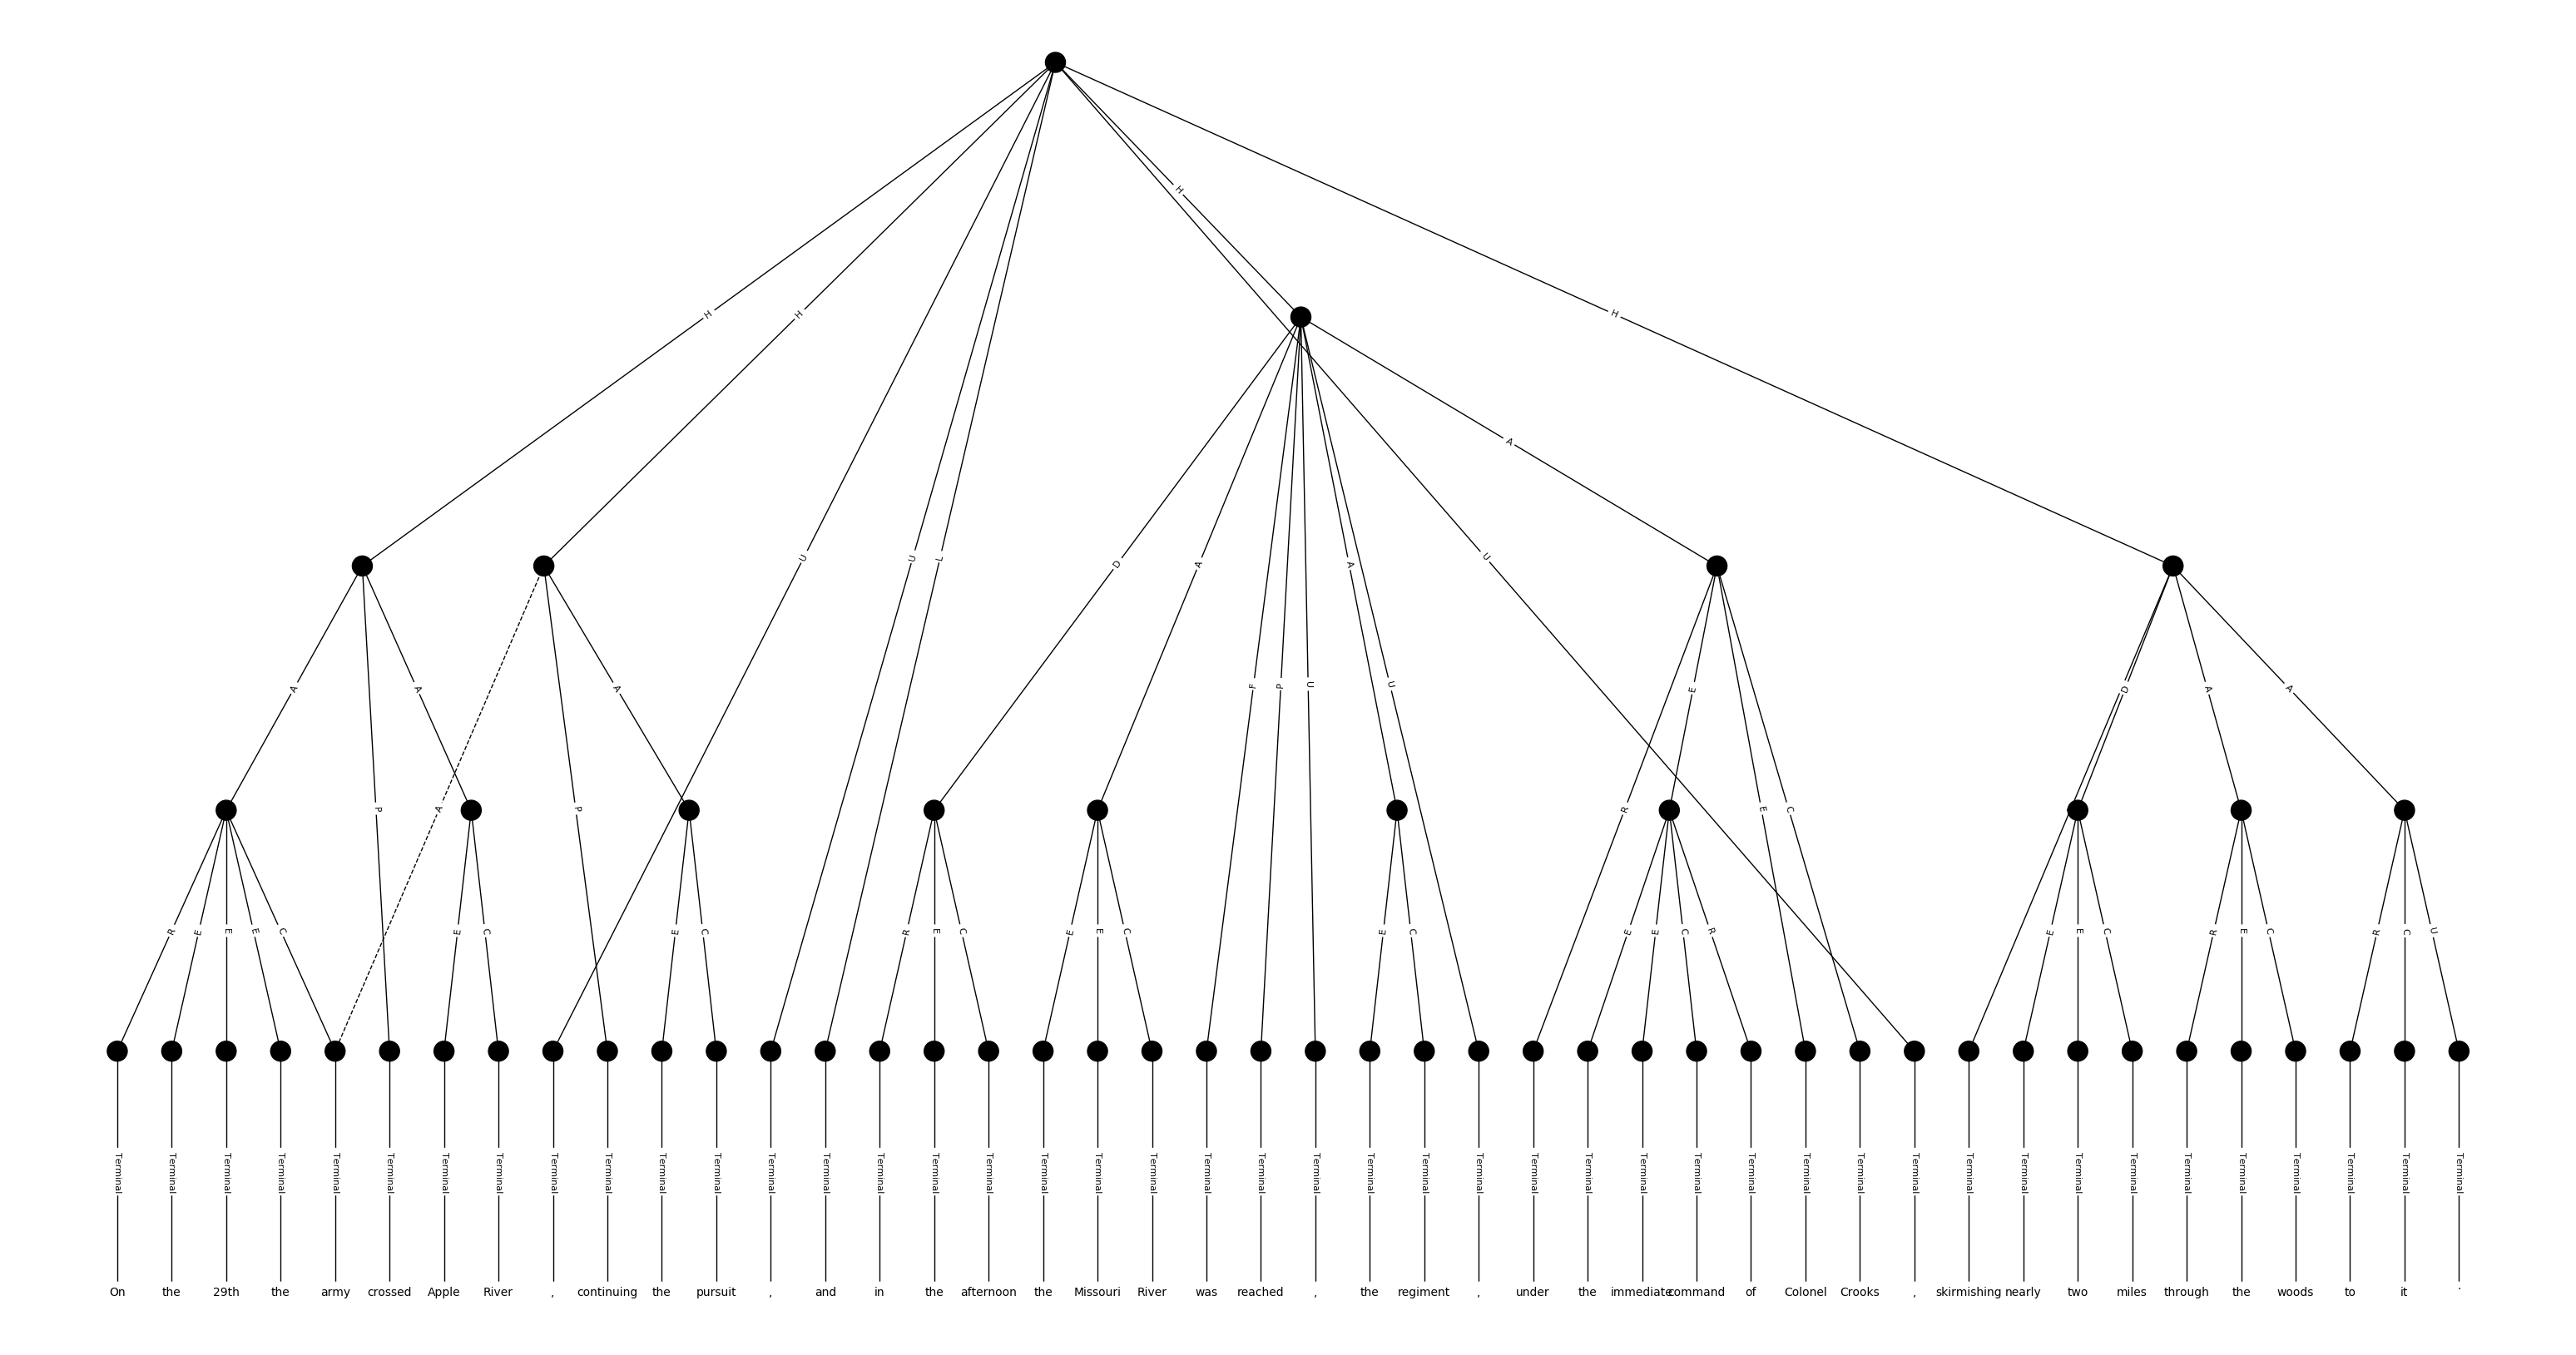 H
H
H
H
A
U
U
L
D
A
A
U
A
A
A
F
P
U
U
E
D
A
A
P
A
P
R
E
C
R
E
E
E
C
E
C
E
C
R
E
C
E
E
C
E
C
E
E
C
R
E
E
C
R
E
C
R
C
U
Terminal Terminal Terminal Terminal Terminal Terminal Terminal Terminal Terminal Terminal Terminal Terminal Terminal Terminal Terminal Terminal Terminal Terminal Terminal Terminal Terminal Terminal Terminal Terminal Terminal Terminal Terminal Terminal Terminal Terminal Terminal Terminal Terminal Terminal Terminal Terminal Terminal Terminal Terminal Terminal Terminal Terminal Terminal Terminal
On the 29th the army crossed Apple River , continuing the pursuit , and in the afternoon the Missouri River was reached , the regiment , under the immediate command of Colonel Crooks , skirmishing nearly two miles through the woods to it .